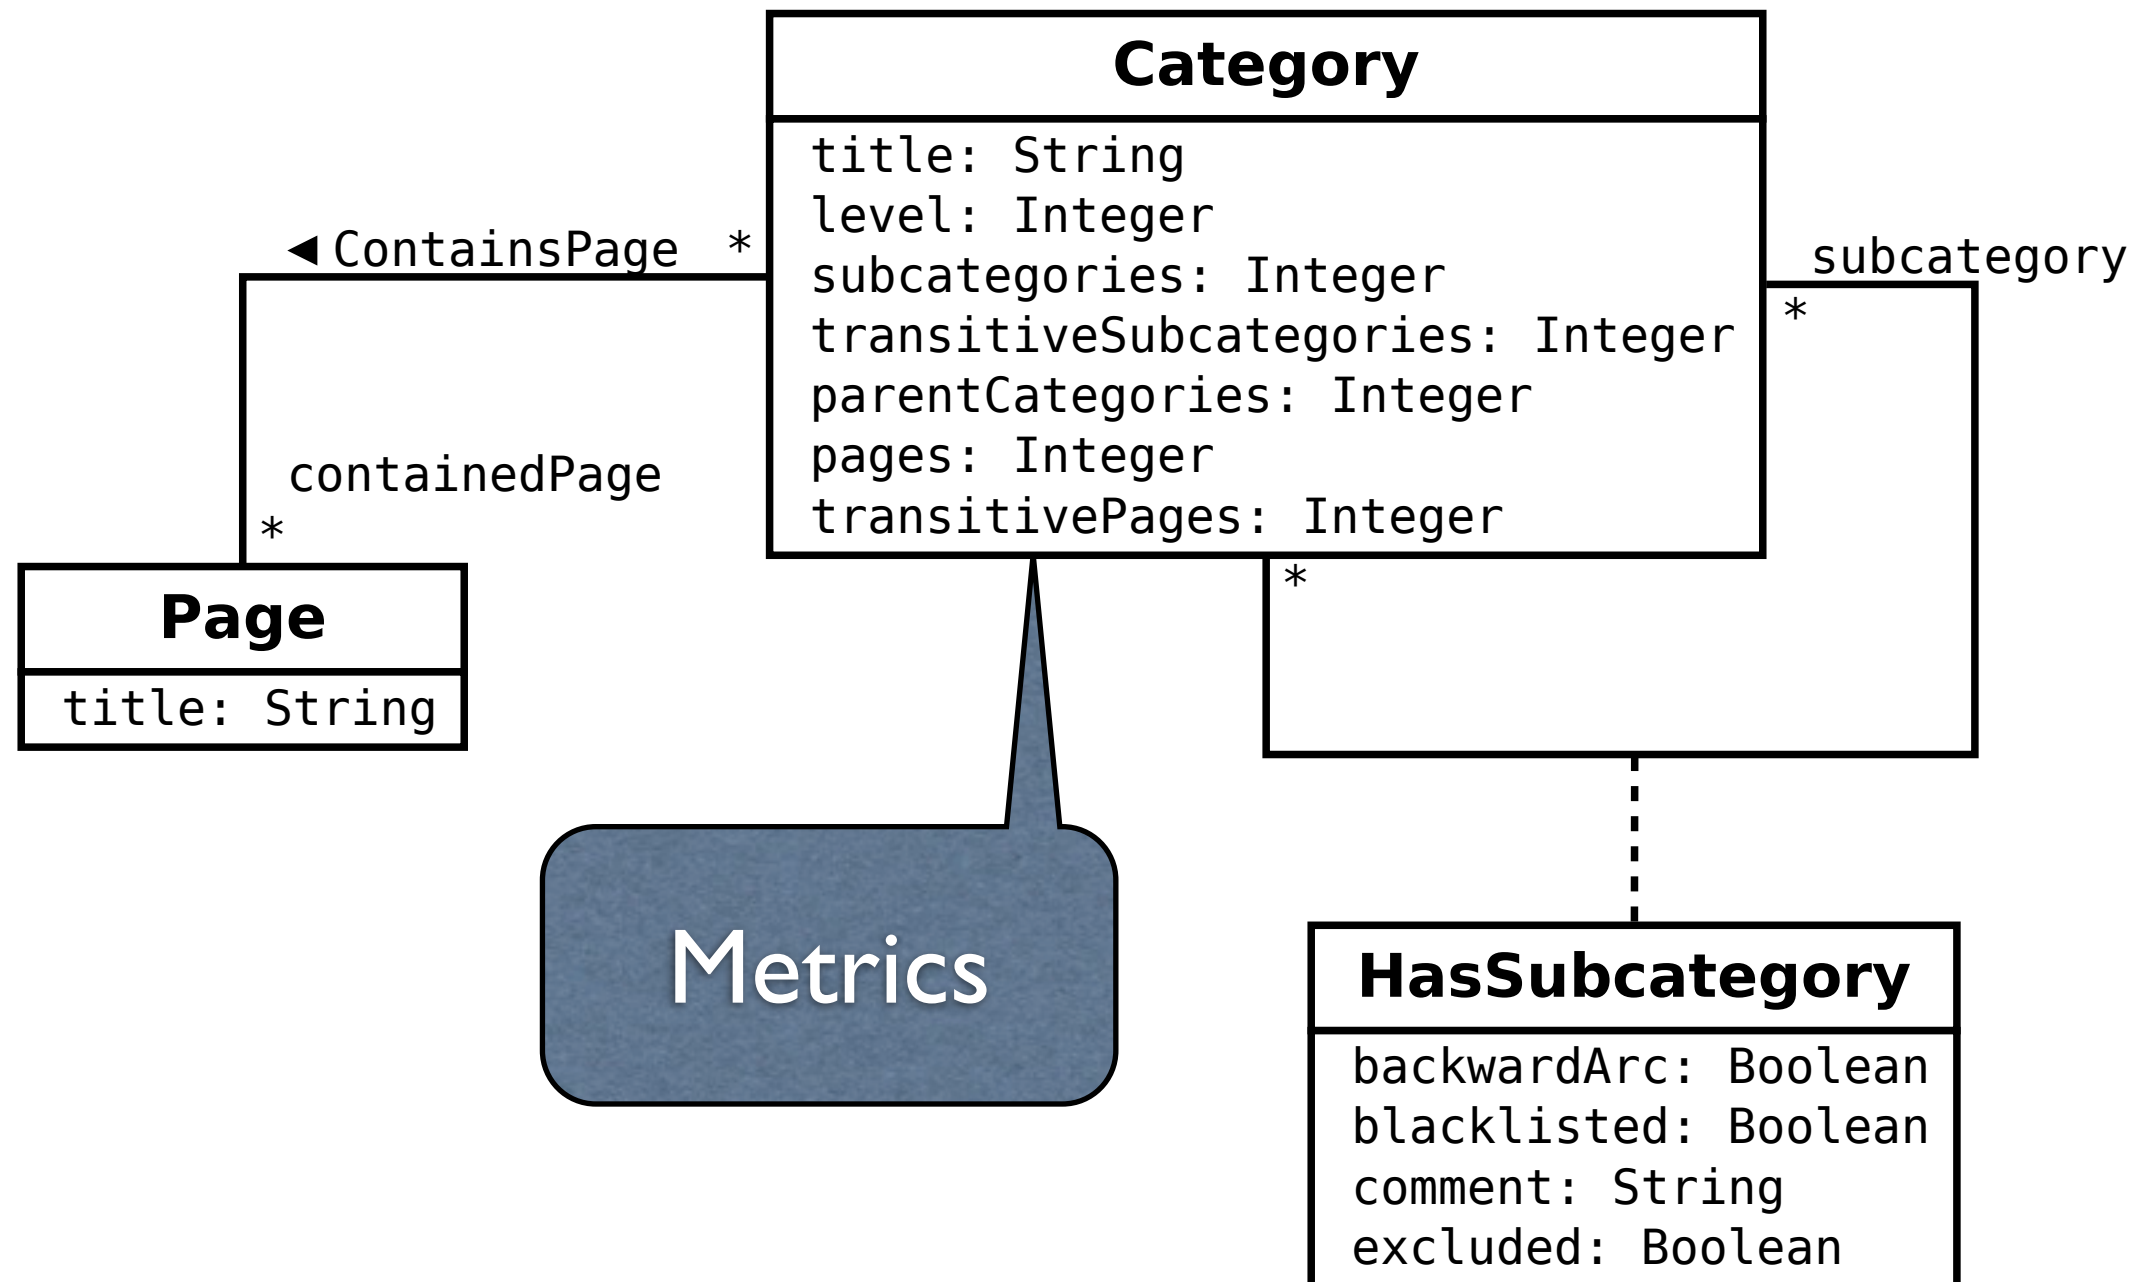 Category
title: String
level: Integer
subcategories: Integer
transitiveSubcategories: Integer
parentCategories: Integer
pages: Integer
transitivePages: Integer
◀ ContainsPage *
subcategory
*
containedPage
*
*
Page
title: String
Metrics
HasSubcategory
backwardArc: Boolean
blacklisted: Boolean
comment: String
excluded: Boolean